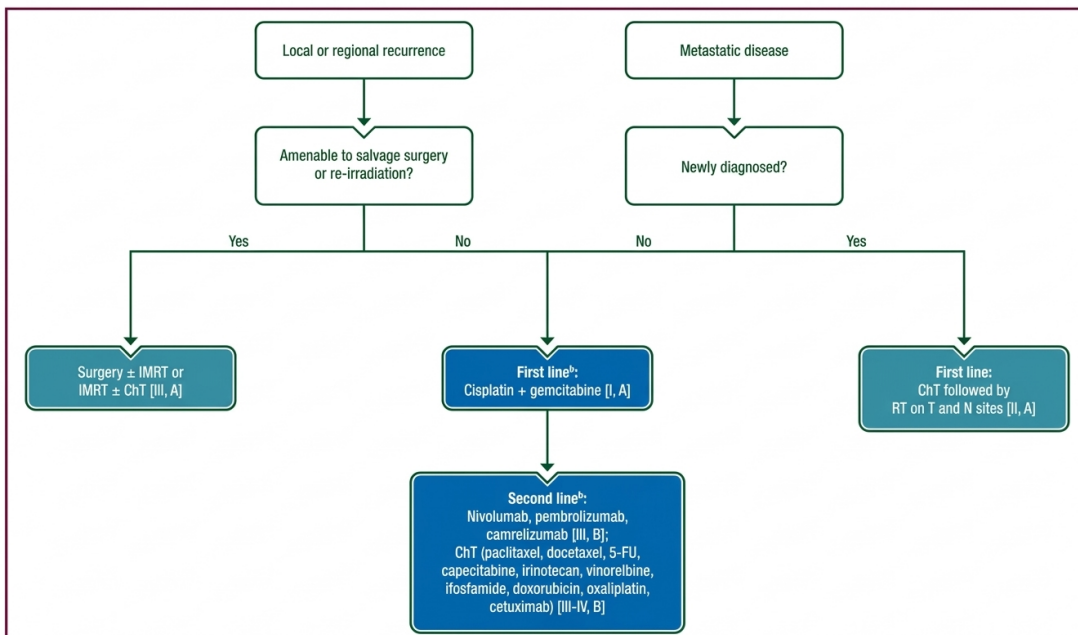 Local or regional recurrence
Metastatic disease
Amenable to salvage surgery
or re-irradiation?
Newly diagnosed?
Yes
No
No
Yes
Surgery ± IMRT or
IMRT ± ChT [III, A]
First lineᵇ:
Cisplatin + gemcitabine [I, A]
First line:
ChT followed by
RT on T and N sites [II, A]
Second lineᵇ:
Nivolumab, pembrolizumab,
camrelizumab [III, B];
ChT (paclitaxel, docetaxel, 5-FU,
capecitabine, irinotecan, vinorelbine,
ifosfamide, doxorubicin, oxaliplatin,
cetuximab) [III-IV, B]